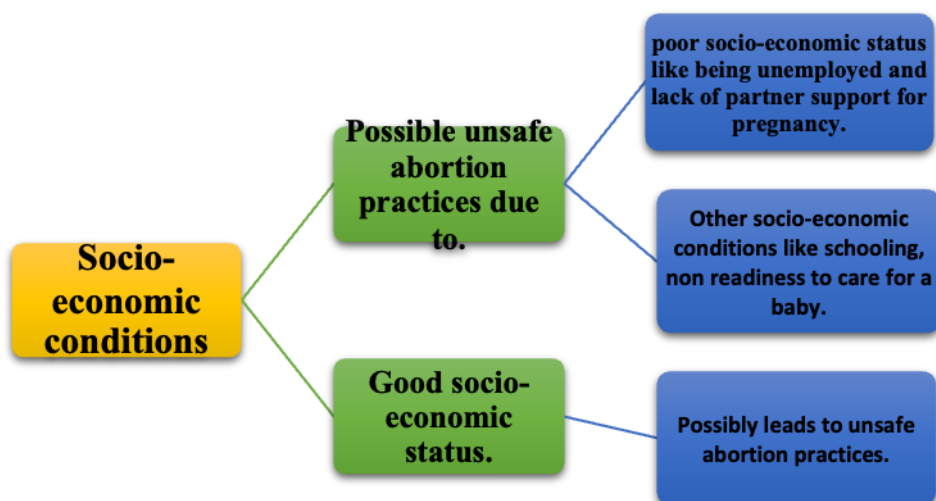 Socio-
economic
conditions
Possible unsafe
abortion
practices due
to.
poor socio-economic status
like being unemployed and
lack of partner support for
pregnancy.
Other socio-economic
conditions like schooling,
non readiness to care for a
baby.
Good socio-
economic
status.
Possibly leads to unsafe
abortion practices.